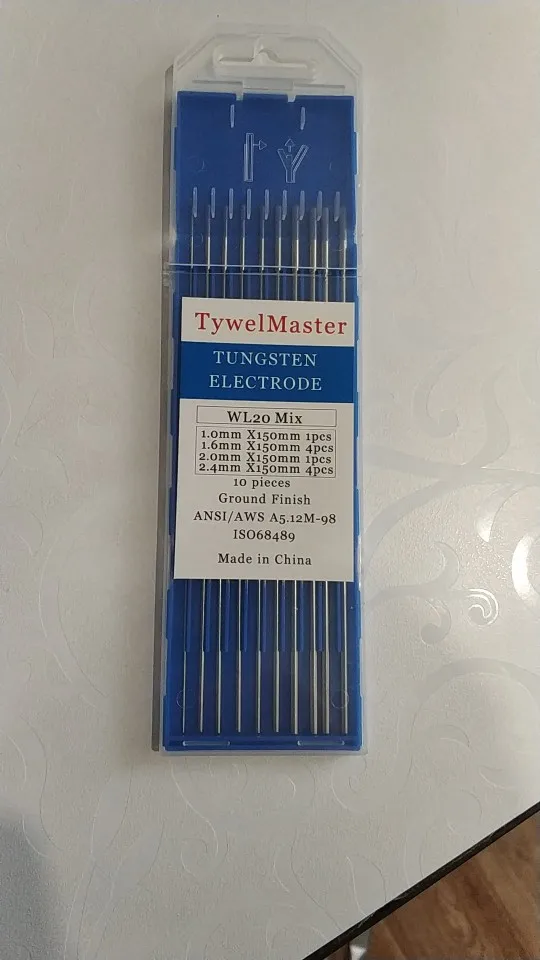 TywelMaster
TUNGSTEN
ELECTRODE
WL20 Mix
1.0mm X150mm 1pcs
1.6mm X150mm 4pcs
2.0mm X150mm 1pcs
2.4mm X150mm 4pcs
10 pieces
Ground Finish
ANSI/AWS A5.12M-98
ISO68489
Made in China